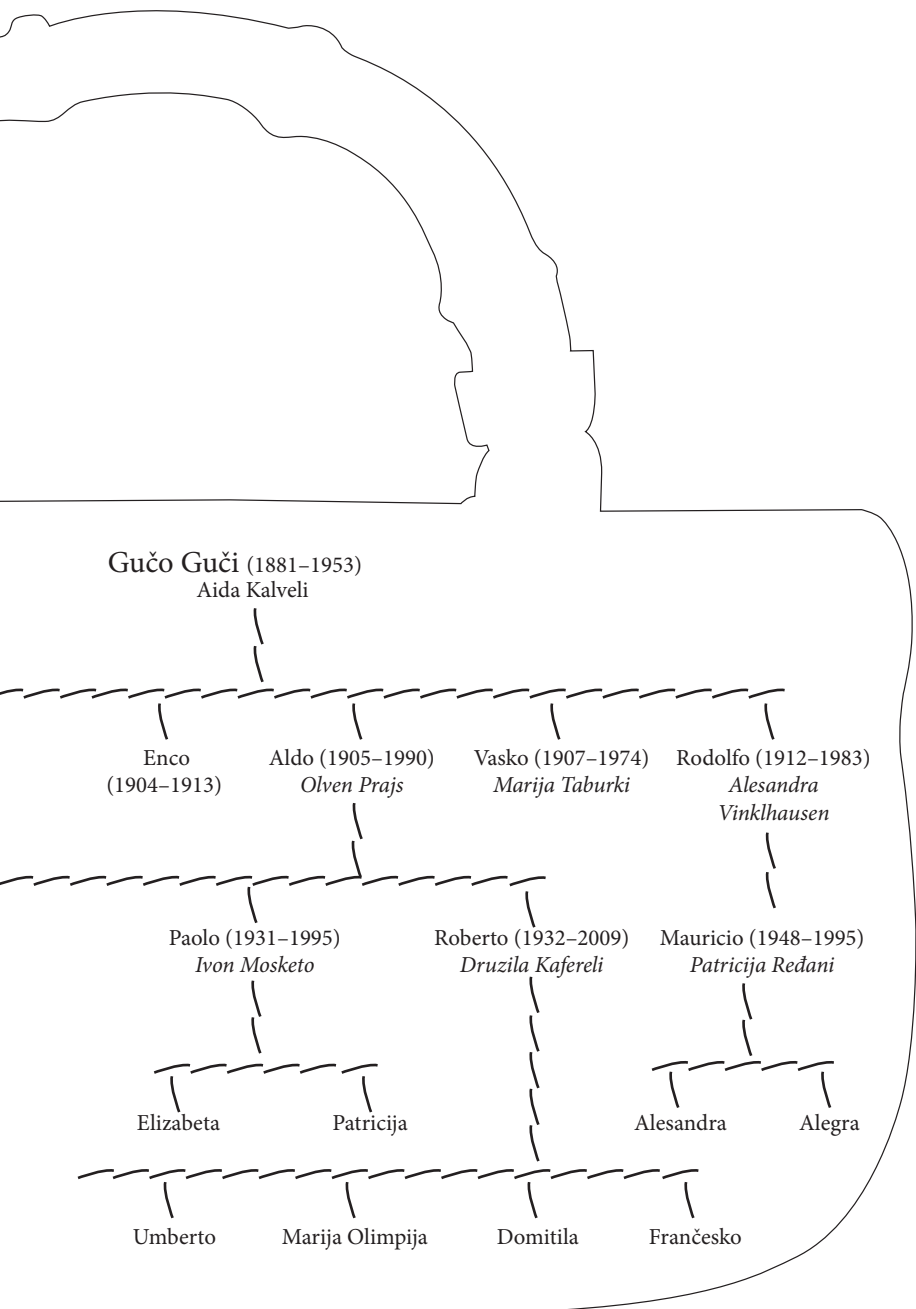 Gučo Guči (1881–1953)
Aida Kalveli
Enco
(1904–1913)
Aldo (1905–1990)
Olven Prajs
Vasko (1907–1974)
Marija Taburki
Rodolfo (1912–1983)
Alesandra
Vinklhausen
Paolo (1931–1995)
Ivon Mosketo
Roberto (1932–2009)
Druzila Kafereli
Mauricio (1948–1995)
Patricija Ređani
Elizabeta
Patricija
Alesandra
Alegra
Umberto
Marija Olimpija
Domitila
Frančesko